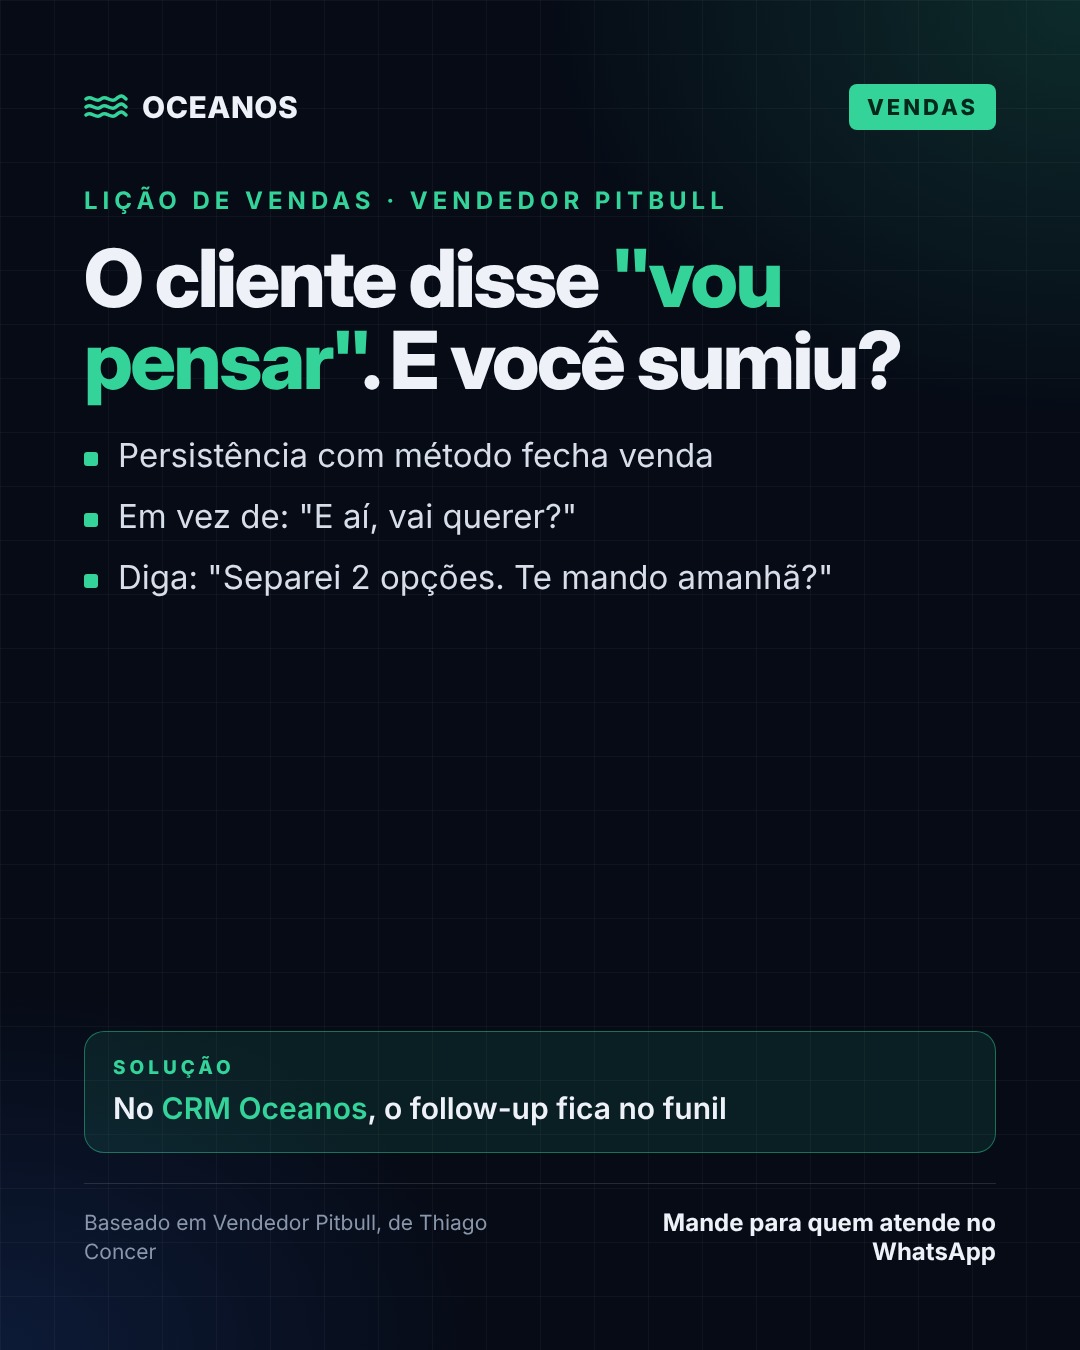 OCEANOS
VENDAS
LIÇÃO DE VENDAS · VENDEDOR PITBULL
O cliente disse "vou
pensar". E você sumiu?
Persistência com método fecha venda
Em vez de: "E aí, vai querer?"
Diga: "Separei 2 opções. Te mando amanhã?"
SOLUÇÃO
No CRM Oceanos, o follow-up fica no funil
Baseado em Vendedor Pitbull, de Thiago
Concer
Mande para quem atende no
WhatsApp